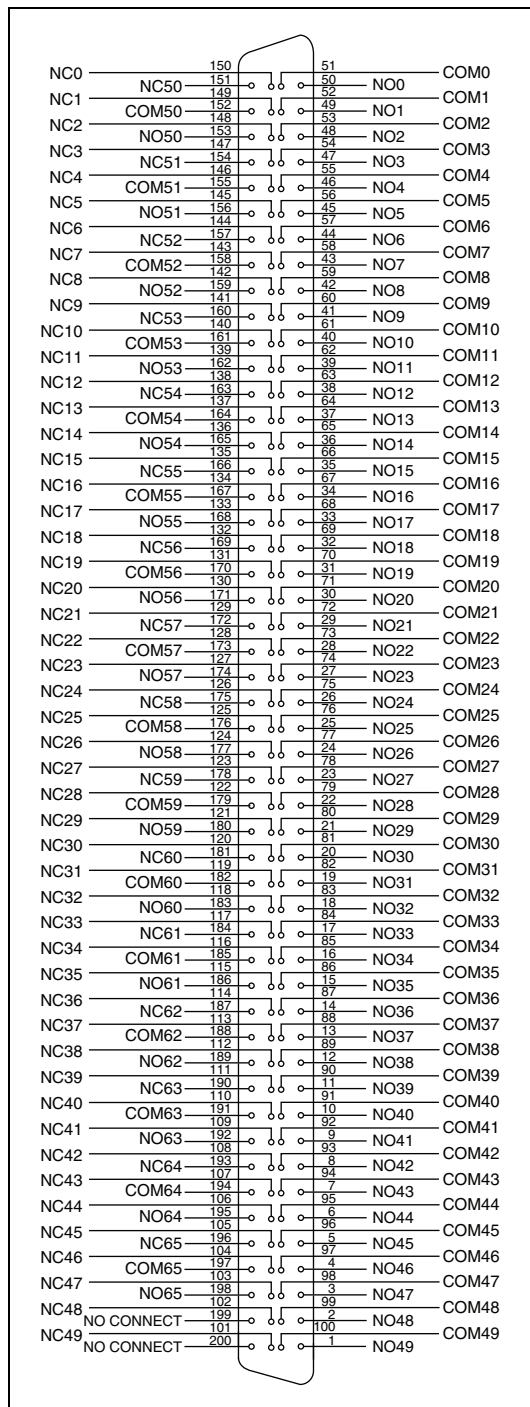 NC0 150 51 COM0
NC50 151 50 NO0
NC1 149 52 COM1
COM50 152 49 NO1
NC2 148 53 COM2
NO50 153 48 NO2
NC3 147 54 COM3
NC51 154 47 NO3
NC4 146 55 COM4
COM51 155 46 NO4
NC5 145 56 COM5
NO51 156 45 NO5
NC6 144 57 COM6
NC52 157 44 NO6
NC7 143 58 COM7
COM52 158 43 NO7
NC8 142 59 COM8
NO52 159 42 NO8
NC9 141 60 COM9
NC53 160 41 NO9
NC10 140 61 COM10
COM53 161 40 NO10
NC11 139 62 COM11
NO53 162 39 NO11
NC12 138 63 COM12
NC54 163 38 NO12
NC13 137 64 COM13
COM54 164 37 NO13
NC14 136 65 COM14
NO54 165 36 NO14
NC15 135 66 COM15
NC55 166 35 NO15
NC16 134 67 COM16
COM55 167 34 NO16
NC17 133 68 COM17
NO55 168 33 NO17
NC18 132 69 COM18
NC56 169 32 NO18
NC19 131 70 COM19
COM56 170 31 NO19
NC20 130 71 COM20
NO56 171 30 NO20
NC21 129 72 COM21
NC57 172 29 NO21
NC22 128 73 COM22
COM57 173 28 NO22
NC23 127 74 COM23
NO57 174 27 NO23
NC24 126 75 COM24
NC58 175 26 NO24
NC25 125 76 COM25
COM58 176 25 NO25
NC26 124 77 COM26
NO58 177 24 NO26
NC27 123 78 COM27
NC59 178 23 NO27
NC28 122 79 COM28
COM59 179 22 NO28
NC29 121 80 COM29
NO59 180 21 NO29
NC30 120 81 COM30
NC60 181 20 NO30
NC31 119 82 COM31
COM60 182 19 NO31
NC32 118 83 COM32
NO60 183 18 NO32
NC33 117 84 COM33
NC61 184 17 NO33
NC34 116 85 COM34
COM61 185 16 NO34
NC35 115 86 COM35
NO61 186 15 NO35
NC36 114 87 COM36
NC62 187 14 NO36
NC37 113 88 COM37
COM62 188 13 NO37
NC38 112 89 COM38
NO62 189 12 NO38
NC39 111 90 COM39
NC63 190 11 NO39
NC40 110 91 COM40
COM63 191 10 NO40
NC41 109 92 COM41
NO63 192 9 NO41
NC42 108 93 COM42
NC64 193 8 NO42
NC43 107 94 COM43
COM64 194 7 NO43
NC44 106 95 COM44
NO64 195 6 NO44
NC45 105 96 COM45
NC65 196 5 NO45
NC46 104 97 COM46
COM65 197 4 NO46
NC47 103 98 COM47
NO65 198 3 NO47
NC48 102 99 COM48
NO CONNECT 199 2 NO48
NC49 101 100 COM49
NO CONNECT 200 1 NO49